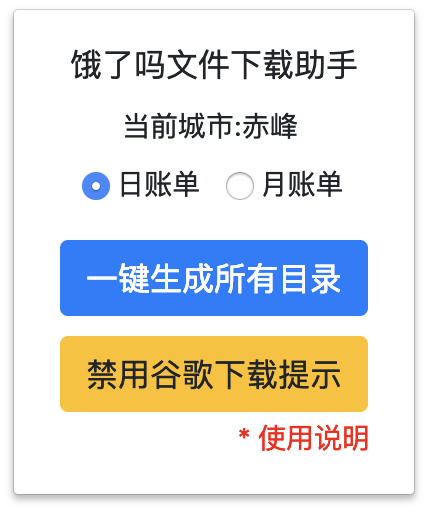 饿了吗文件下载助手
当前城市:赤峰
日账单 月账单
一键生成所有目录
禁用谷歌下载提示
* 使用说明